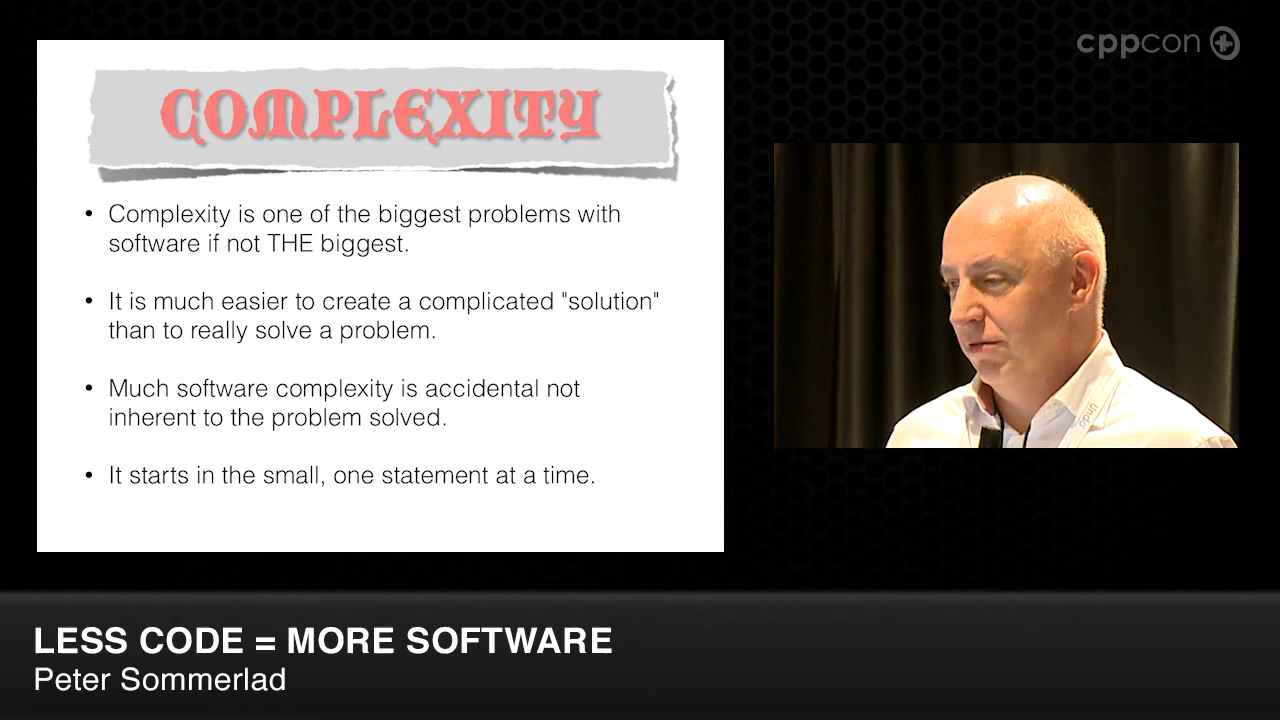 cppcon
COMPLEXITY
• Complexity is one of the biggest problems with
software if not THE biggest.
• It is much easier to create a complicated "solution"
than to really solve a problem.
• Much software complexity is accidental not
inherent to the problem solved.
• It starts in the small, one statement at a time.
Undo
LESS CODE = MORE SOFTWARE
Peter Sommerlad